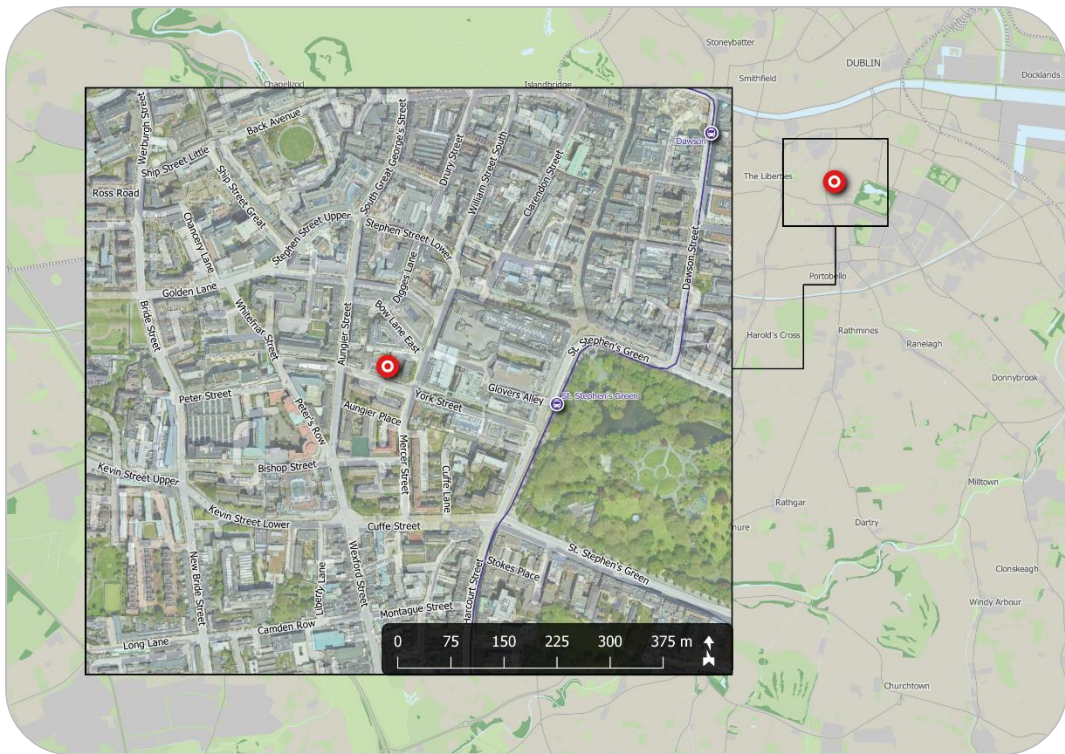 Stoneybatter
DUBLIN
Smithfield
Docklands
Chapelizod
Islandbridge
The Liberties
Portobello
Harold's Cross
Rathmines
Ranelagh
Donnybrook
Milltown
Rathgar
Dartry
nure
Clonskeagh
Windy Arbour
Churchtown
Werburgh Street
Back Avenue
South Great George's Street
Drury Street
William Street South
Dawson
Ship Street Little
Clarendon Street
Ross Road
Ship Street Great
Chancery Lane
Stephen Street Upper
Stephen Street Lower
Dawson Street
Digges Lane
Golden Lane
Bow Lane East
Bride Street
Whitefriar Street
Aungier Street
St. Stephen's Green
Peter Street
York Street
Glovers Alley
St. Stephen's Green
Aungier Place
Peter's Row
Mercer Street
Bishop Street
Kevin Street Upper
Cuffe Lane
Kevin Street Lower
Cuffe Street
New Bride Street
Liberty Lane
Wexford Street
St. Stephen's Green
Stokes Place
Harcourt Street
Montague Street
Camden Row
Long Lane
0 75 150 225 300 375 m